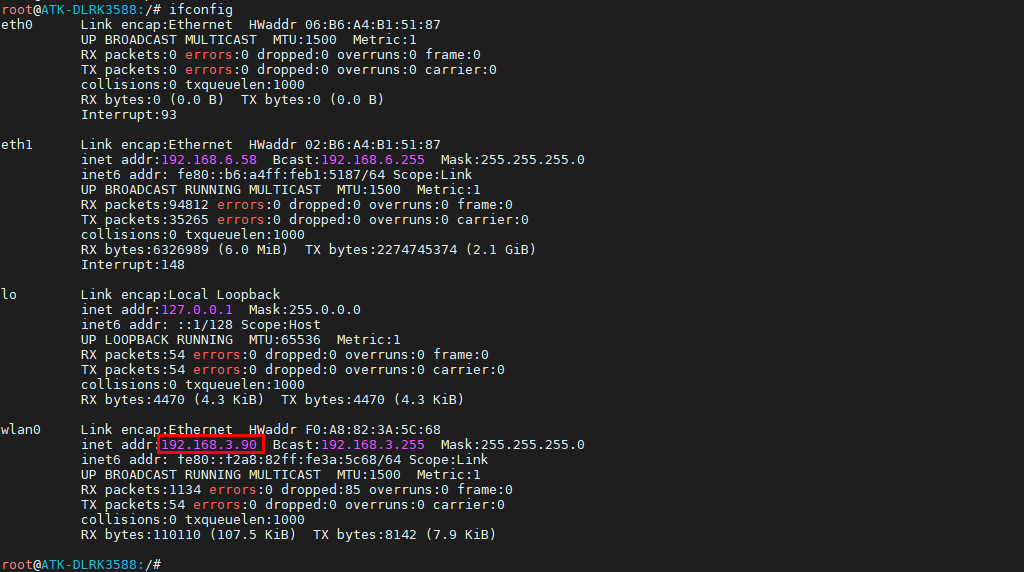 root@ATK-DLRK3588:/# ifconfig
eth0      Link encap:Ethernet  HWaddr 06:B6:A4:B1:51:87
          UP BROADCAST MULTICAST  MTU:1500  Metric:1
          RX packets:0 errors:0 dropped:0 overruns:0 frame:0
          TX packets:0 errors:0 dropped:0 overruns:0 carrier:0
          collisions:0 txqueuelen:1000
          RX bytes:0 (0.0 B)  TX bytes:0 (0.0 B)
          Interrupt:93

eth1      Link encap:Ethernet  HWaddr 02:B6:A4:B1:51:87
          inet addr:192.168.6.58  Bcast:192.168.6.255  Mask:255.255.255.0
          inet6 addr: fe80::b6:a4ff:feb1:5187/64 Scope:Link
          UP BROADCAST RUNNING MULTICAST  MTU:1500  Metric:1
          RX packets:94812 errors:0 dropped:0 overruns:0 frame:0
          TX packets:35265 errors:0 dropped:0 overruns:0 carrier:0
          collisions:0 txqueuelen:1000
          RX bytes:6326989 (6.0 MiB)  TX bytes:2274745374 (2.1 GiB)
          Interrupt:148

lo        Link encap:Local Loopback
          inet addr:127.0.0.1  Mask:255.0.0.0
          inet6 addr: ::1/128 Scope:Host
          UP LOOPBACK RUNNING  MTU:65536  Metric:1
          RX packets:54 errors:0 dropped:0 overruns:0 frame:0
          TX packets:54 errors:0 dropped:0 overruns:0 carrier:0
          collisions:0 txqueuelen:1000
          RX bytes:4470 (4.3 KiB)  TX bytes:4470 (4.3 KiB)

wlan0     Link encap:Ethernet  HWaddr F0:A8:82:3A:5C:68
          inet addr:192.168.3.90  Bcast:192.168.3.255  Mask:255.255.255.0
          inet6 addr: fe80::f2a8:82ff:fe3a:5c68/64 Scope:Link
          UP BROADCAST RUNNING MULTICAST  MTU:1500  Metric:1
          RX packets:1134 errors:0 dropped:85 overruns:0 frame:0
          TX packets:54 errors:0 dropped:0 overruns:0 carrier:0
          collisions:0 txqueuelen:1000
          RX bytes:110110 (107.5 KiB)  TX bytes:8142 (7.9 KiB)

root@ATK-DLRK3588:/#